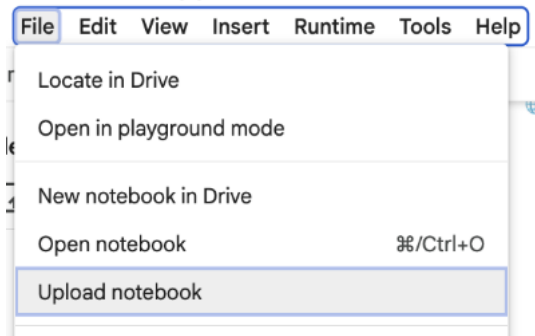 File Edit View Insert Runtime Tools Help
Locate in Drive
Open in playground mode
New notebook in Drive
Open notebook ⌘/Ctrl+O
Upload notebook